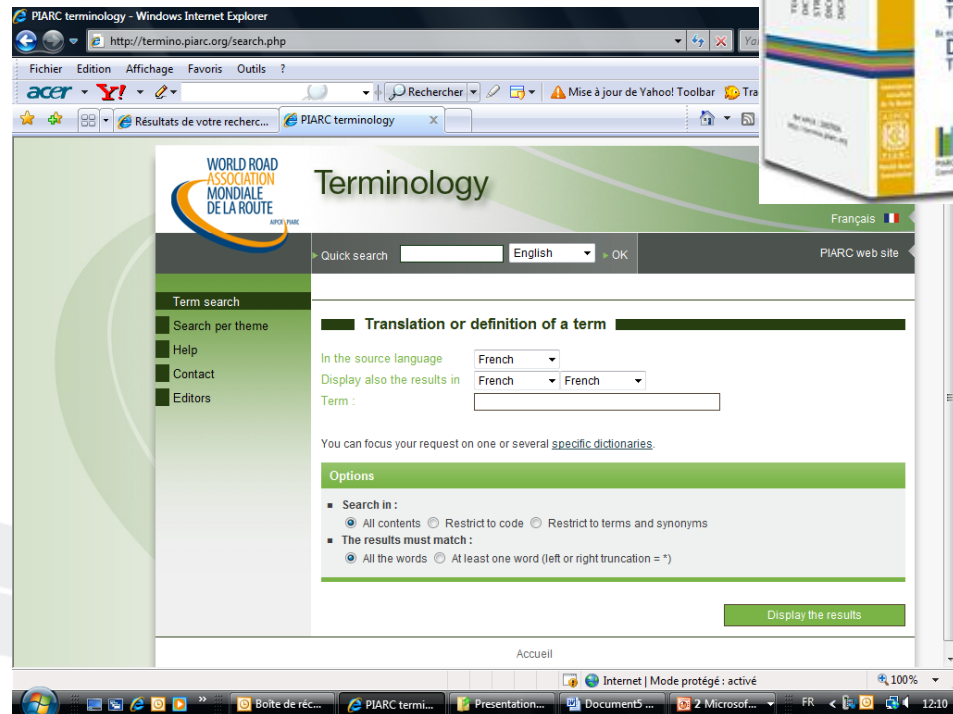 PIARC terminology - Windows Internet Explorer
http://termino.piarc.org/search.php
Fichier Edition Affichage Favoris Outils ?
acer Y! Rechercher Mise à jour de Yahoo! Toolbar Tra
Résultats de votre recherc... PIARC terminology X
WORLD ROAD
ASSOCIATION
MONDIALE
DE LA ROUTE
AIPCR PIARC
Terminology
Français
Quick search English OK PIARC web site
Term search
Search per theme
Help
Contact
Editors
Translation or definition of a term
In the source language French
Display also the results in French French
Term :
You can focus your request on one or several specific dictionaries.
Options
Search in :
All contents Restrict to code Restrict to terms and synonyms
The results must match :
All the words At least one word (left or right truncation = *)
Display the results
Accueil
Internet | Mode protégé : activé 100%
Boîte de réc... PIARC termi... Presentation... Document5 ... 2 Microsof... FR 12:10